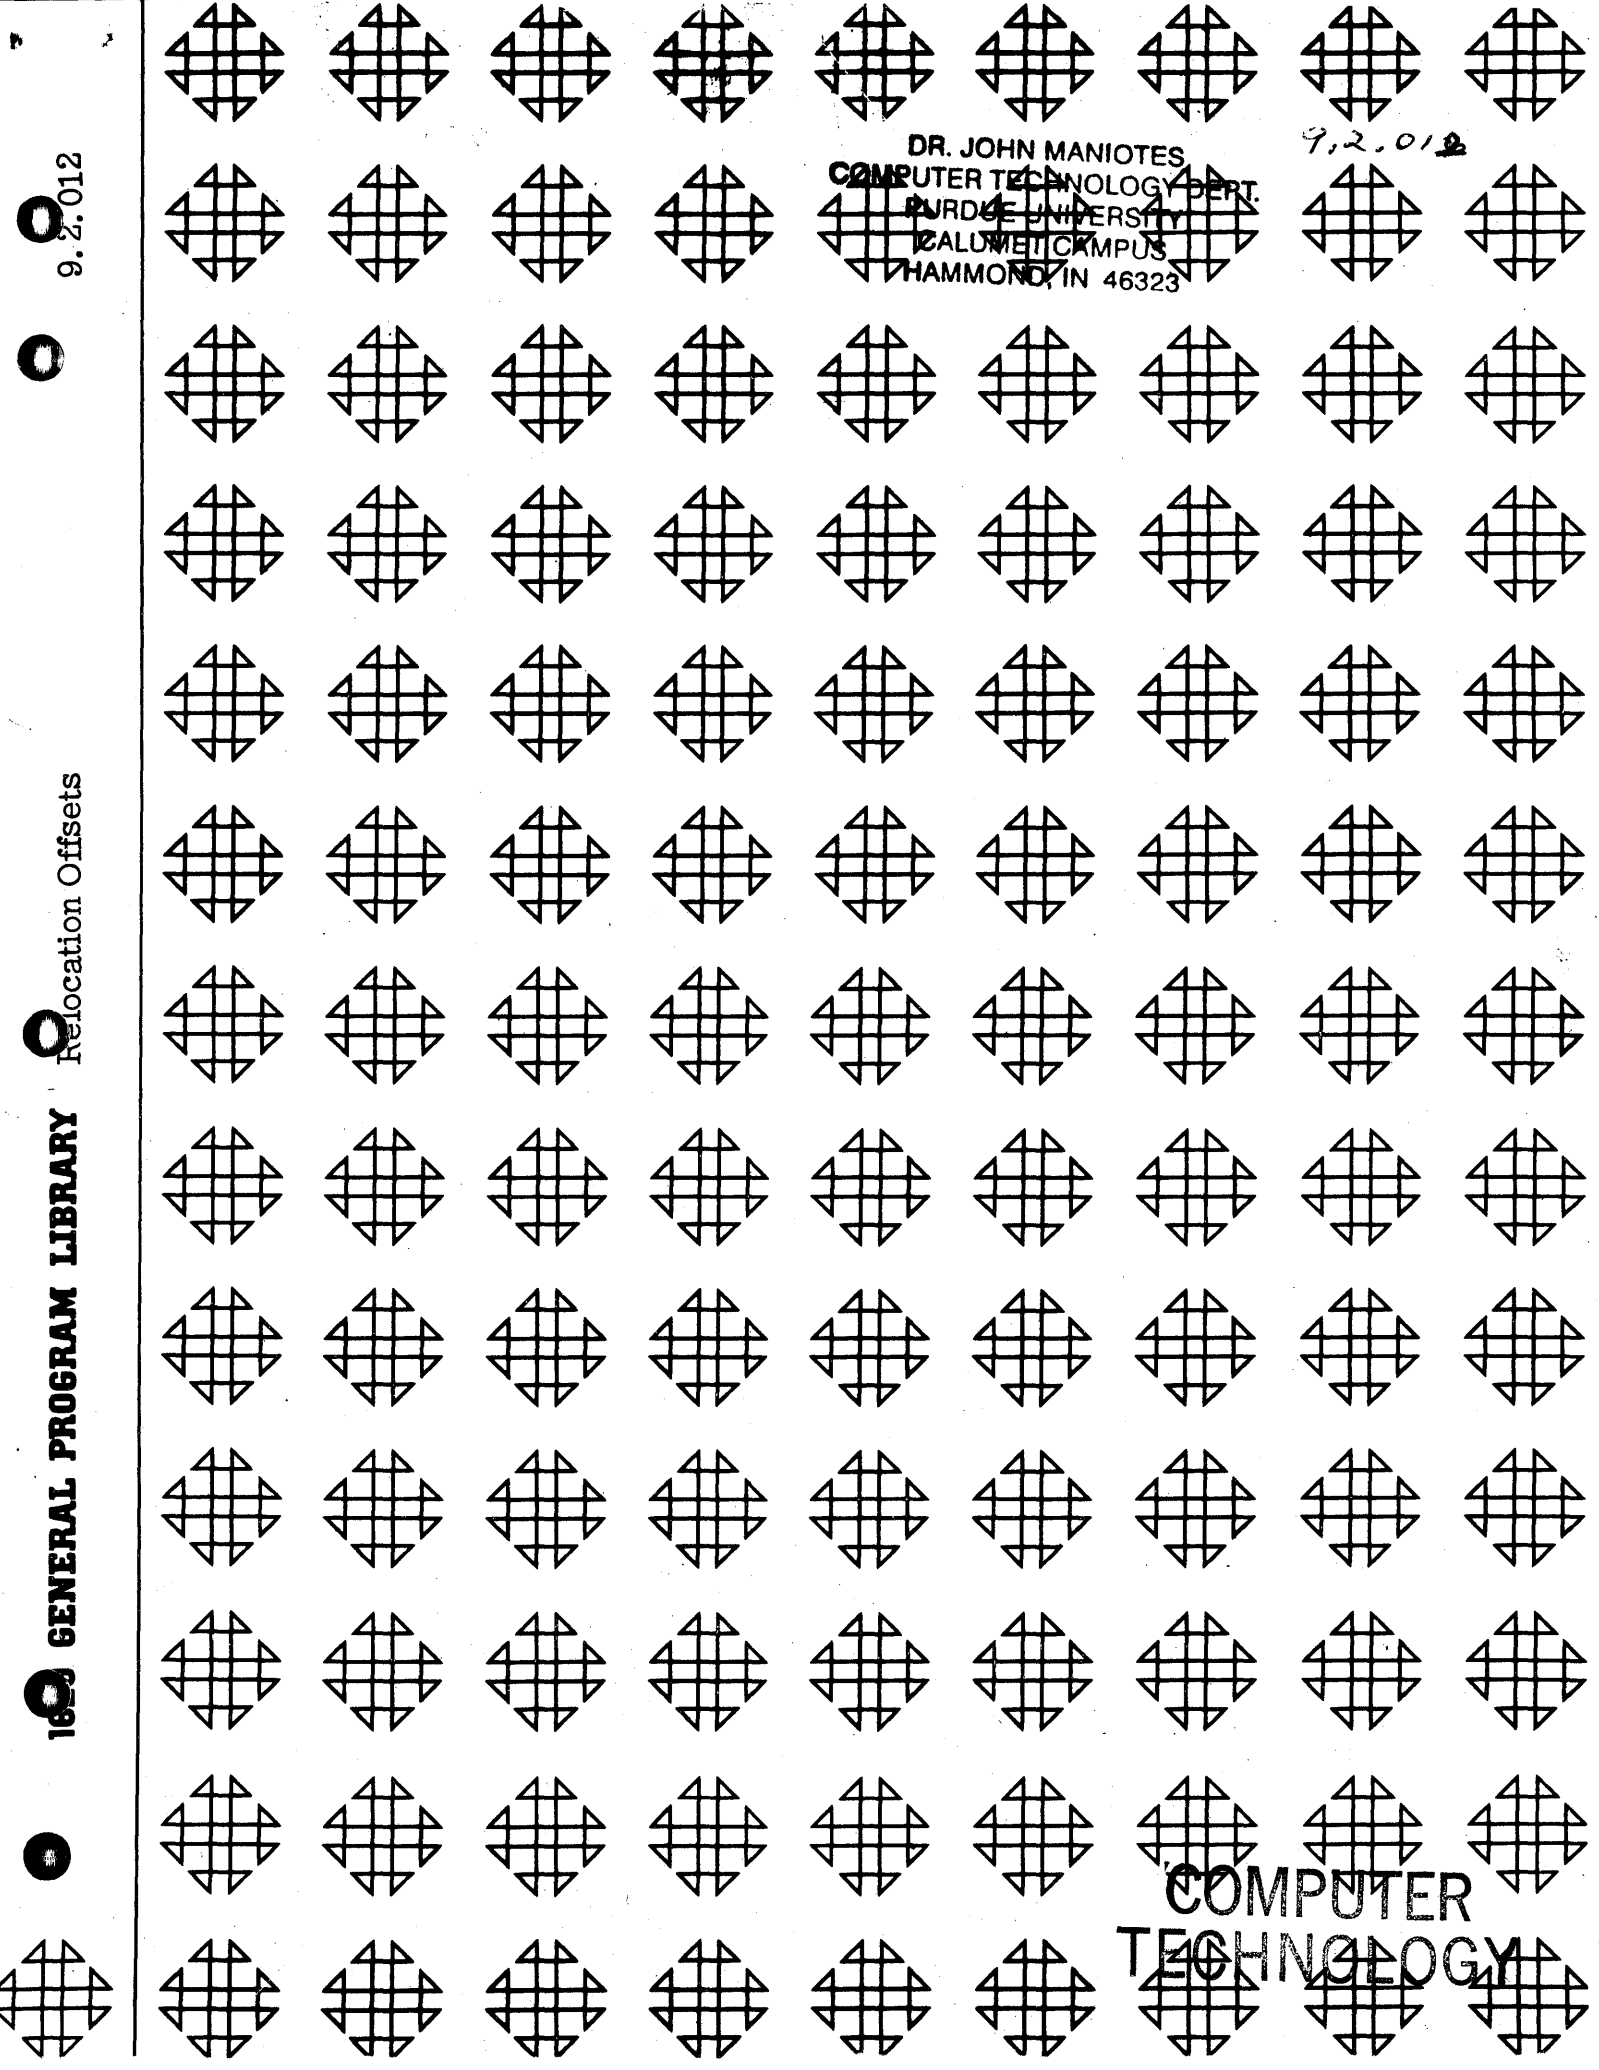 9.2.012
DR. JOHN MANIOTES
COMPUTER TECHNOLOGY DEPT.
PURDUE UNIVERSITY
CALUMET CAMPUS
HAMMOND, IN 46323
1620 GENERAL PROGRAM LIBRARY Relocation Offsets 9.2.012
COMPUTER
TECHNOLOGY